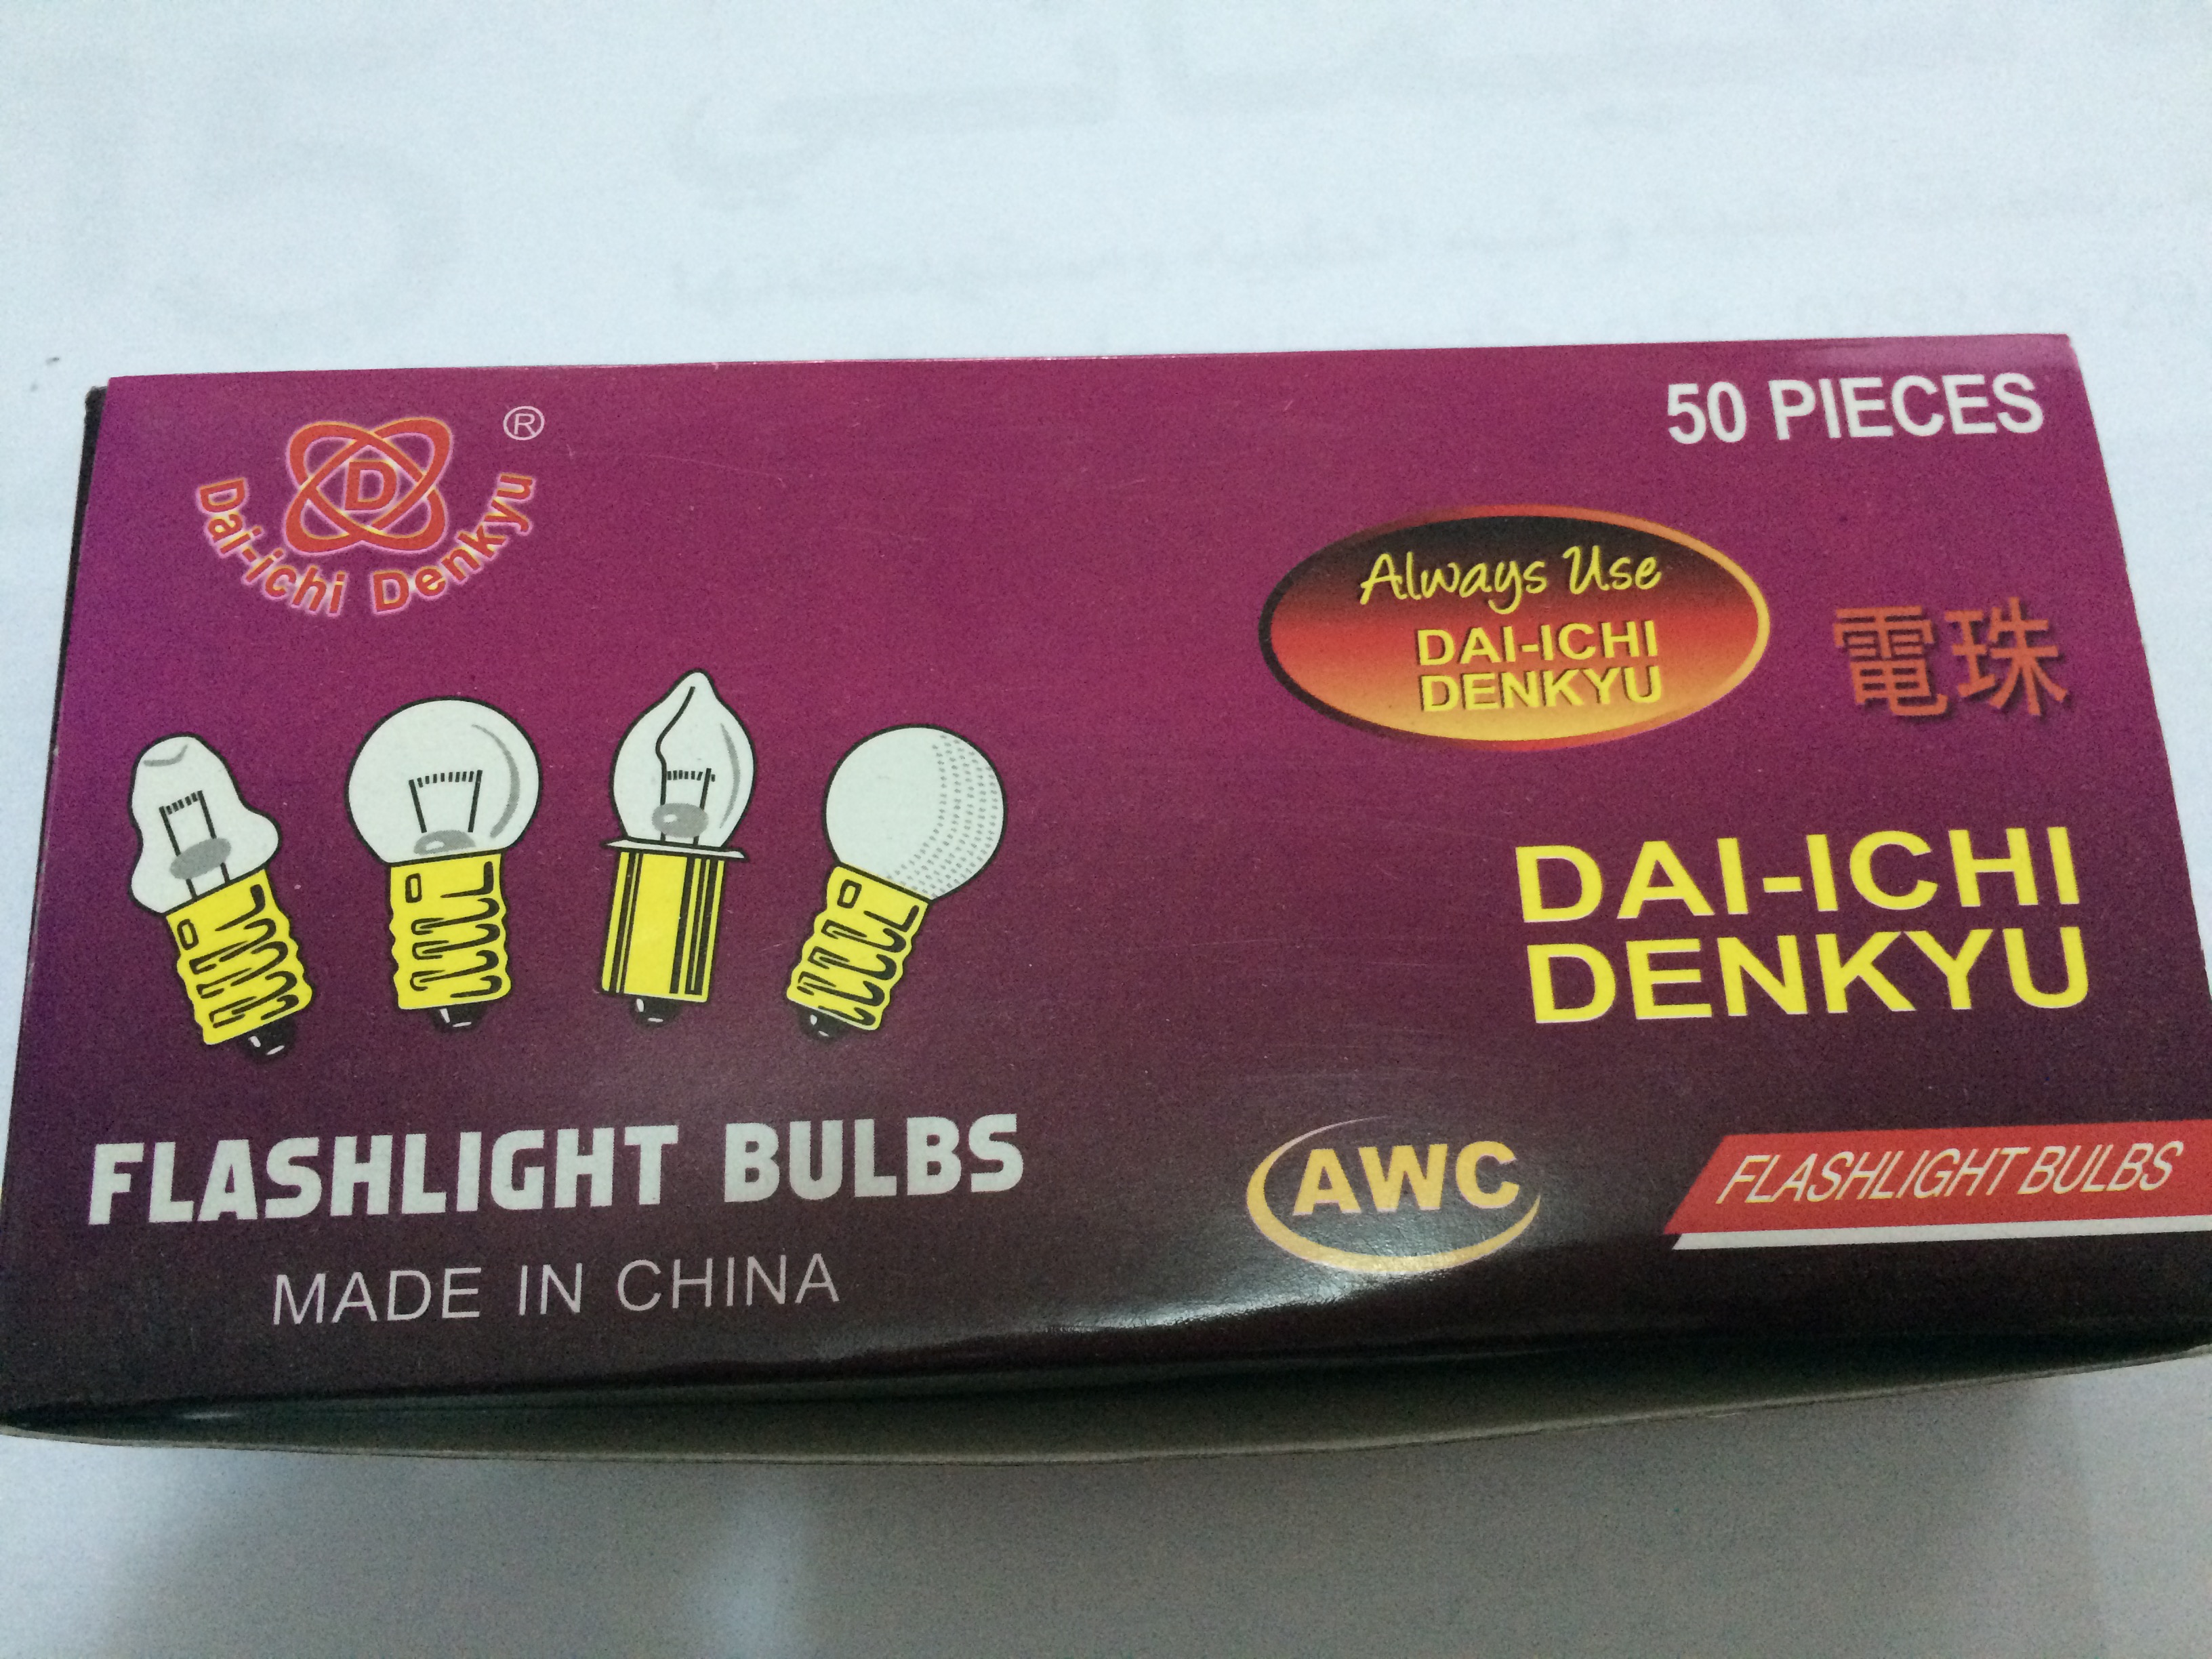 ®
Dai-ichi Denkyu
D
50 PIECES
Always Use
DAI-ICHI
DENKYU
電珠
DAI-ICHI
DENKYU
FLASHLIGHT BULBS
MADE IN CHINA
AWC
FLASHLIGHT BULBS